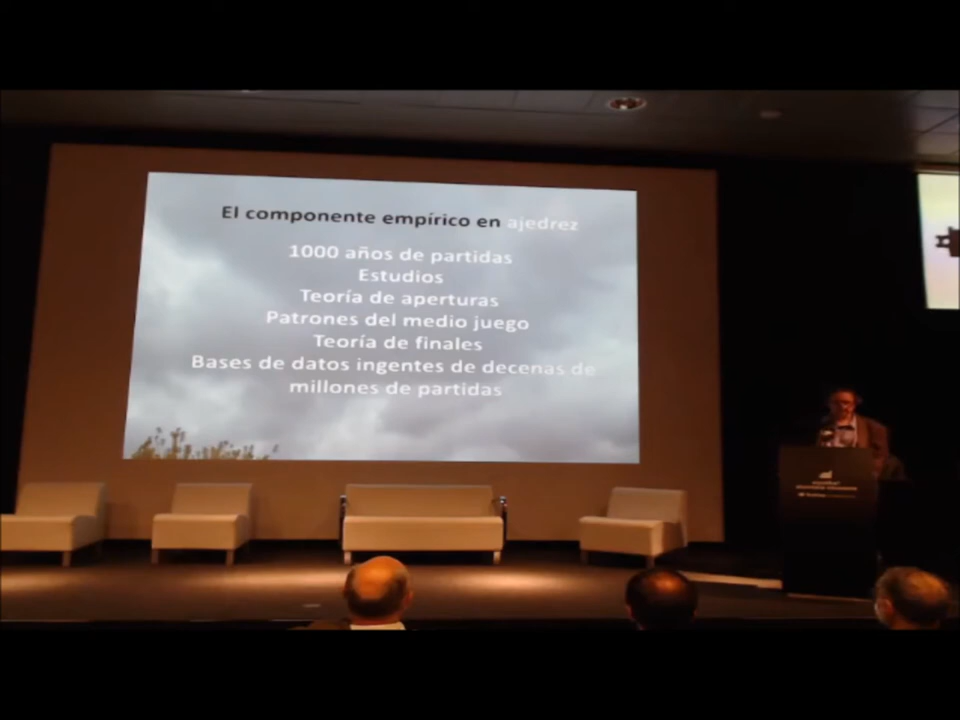 El componente empírico en ajedrez
1000 años de partidas
Estudios
Teoría de aperturas
Patrones del medio juego
Teoría de finales
Bases de datos ingentes de decenas de
millones de partidas